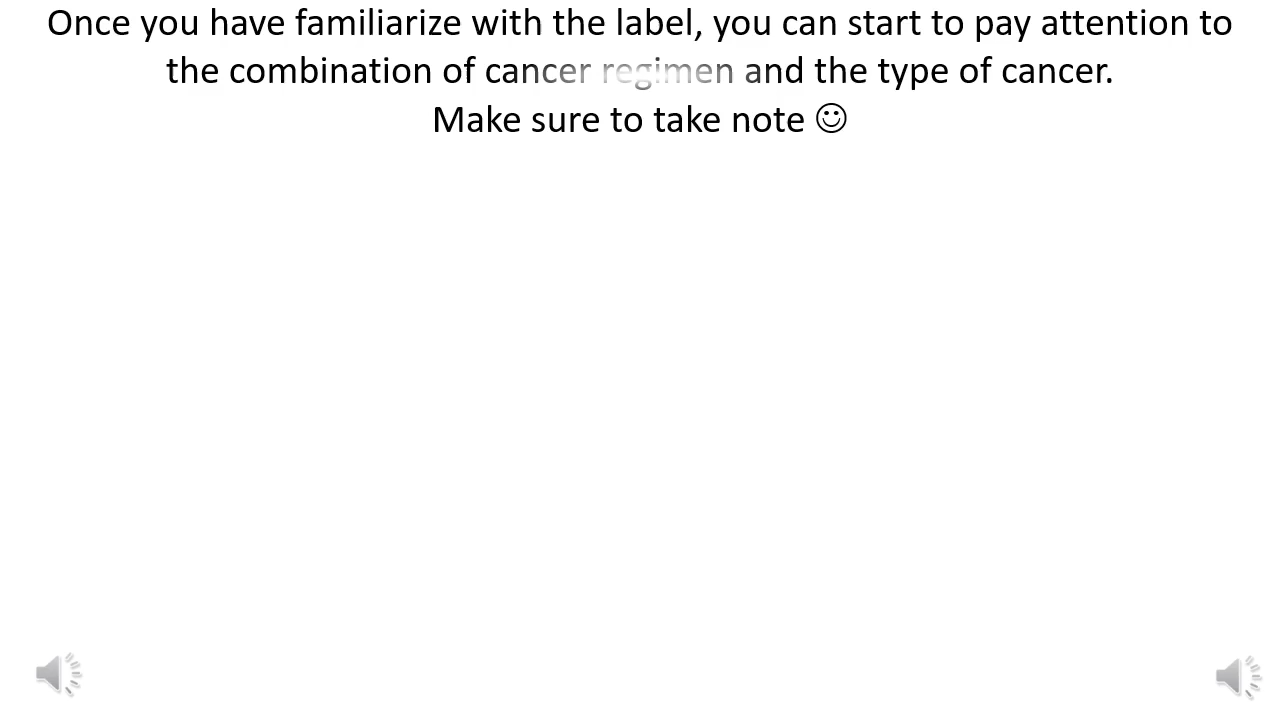 Once you have familiarize with the label, you can start to pay attention to
the combination of cancer regimen and the type of cancer.
Make sure to take note ☺